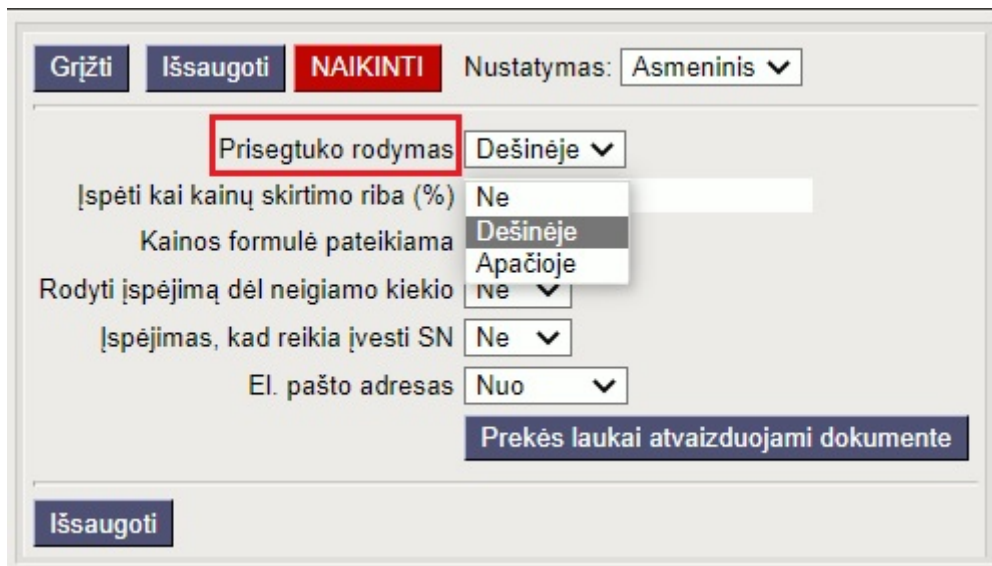 Grįžti Išsaugoti NAIKINTI Nustatymas: Asmeninis
Prisegtuko rodymas Dešinėje
Įspėti kai kainų skirtimo riba (%) Ne
Dešinėje
Kainos formulė pateikiama
Apačioje
Rodyti įspėjimą dėl neigiamo kiekio Ne
Įspėjimas, kad reikia įvesti SN Ne
El. pašto adresas Nuo
Prekės laukai atvaizduojami dokumente
Išsaugoti